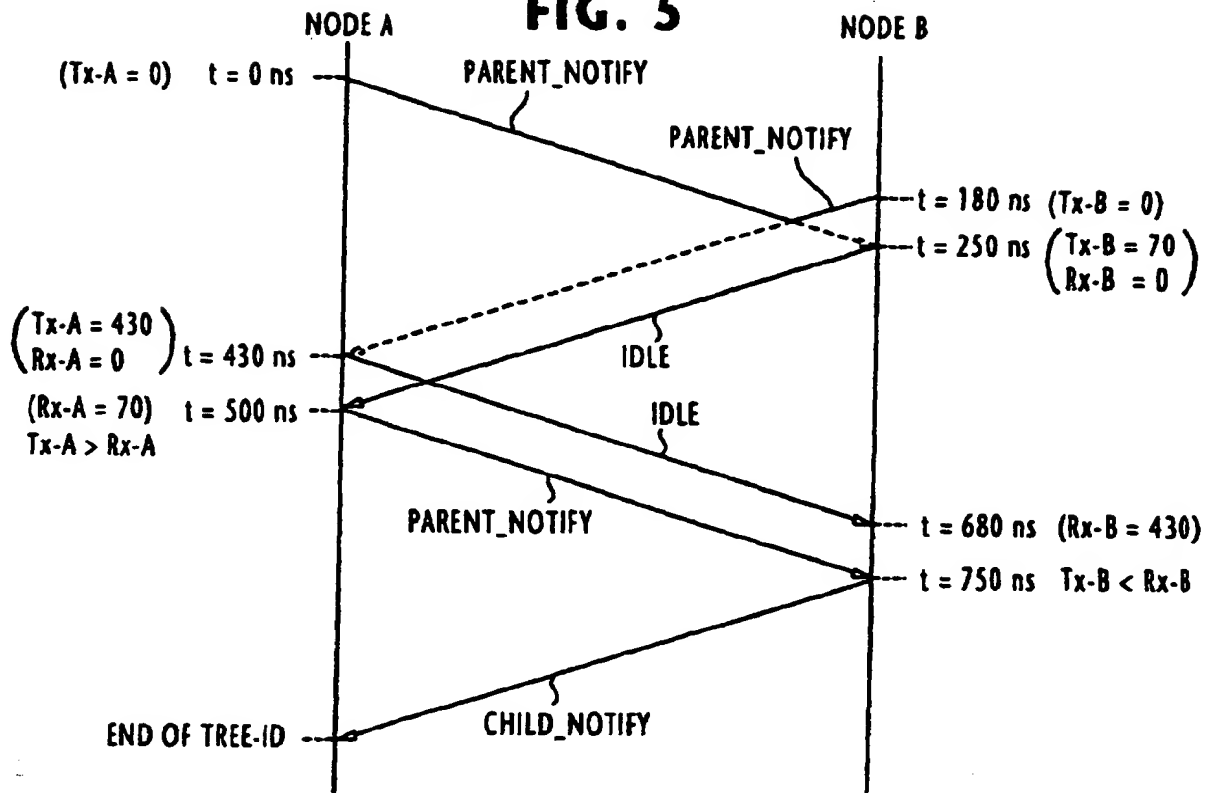 FIG. 5
NODE A
NODE B
(Tx-A = 0) t = 0 ns
PARENT_NOTIFY
PARENT_NOTIFY
t = 180 ns (Tx-B = 0)
t = 250 ns (Tx-B = 70
Rx-B = 0)
(Tx-A = 430
Rx-A = 0) t = 430 ns
IDLE
(Rx-A = 70) t = 500 ns
Tx-A > Rx-A
IDLE
PARENT_NOTIFY
t = 680 ns (Rx-B = 430)
t = 750 ns Tx-B < Rx-B
CHILD_NOTIFY
END OF TREE-ID